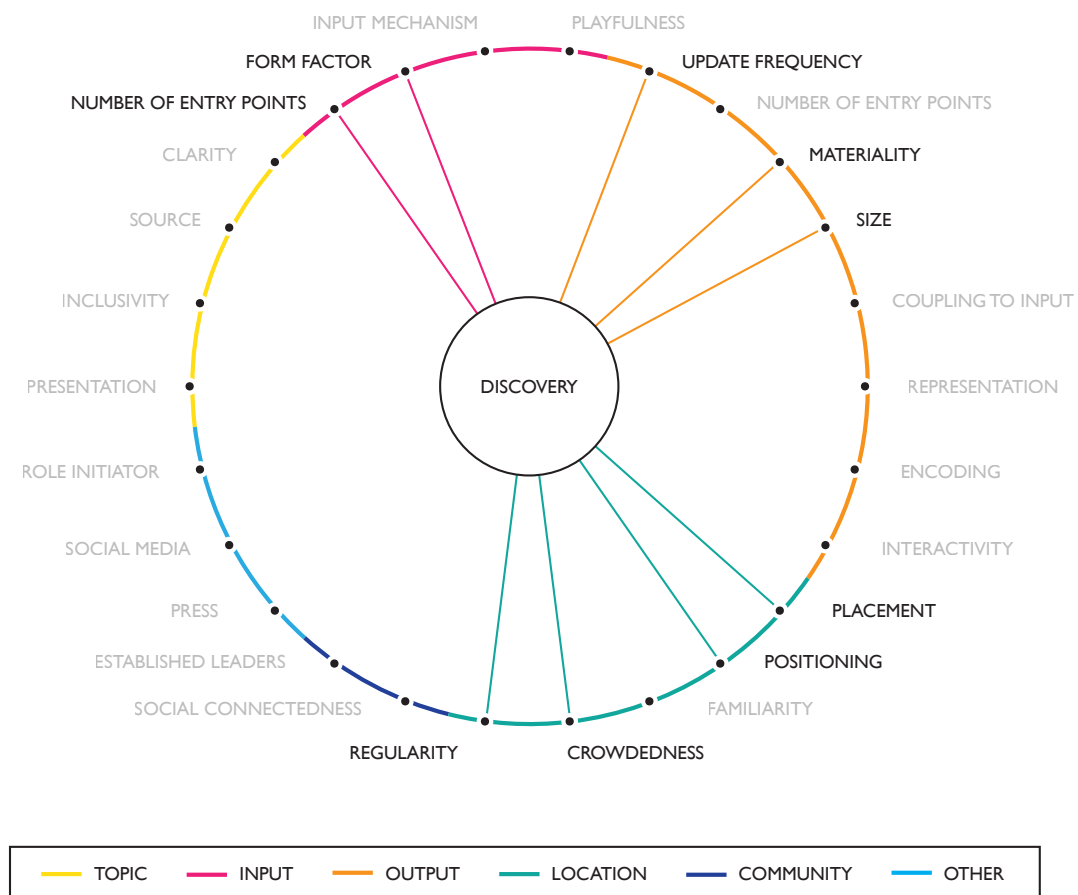 INPUT MECHANISM
PLAYFULNESS
FORM FACTOR
UPDATE FREQUENCY
NUMBER OF ENTRY POINTS
NUMBER OF ENTRY POINTS
CLARITY
MATERIALITY
SOURCE
SIZE
INCLUSIVITY
COUPLING TO INPUT
PRESENTATION
DISCOVERY
REPRESENTATION
ROLE INITIATOR
ENCODING
SOCIAL MEDIA
INTERACTIVITY
PRESS
PLACEMENT
ESTABLISHED LEADERS
POSITIONING
SOCIAL CONNECTEDNESS
FAMILIARITY
REGULARITY
CROWDEDNESS
TOPIC INPUT OUTPUT LOCATION COMMUNITY OTHER